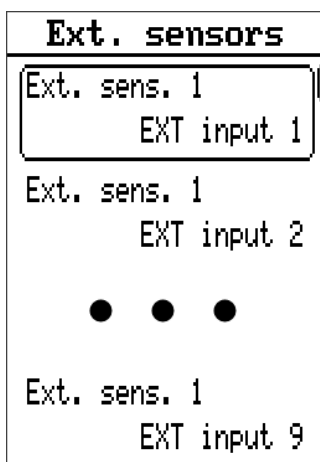 Ext. sensors
Ext. sens. 1
EXT input 1
Ext. sens. 1
EXT input 2
Ext. sens. 1
EXT input 9